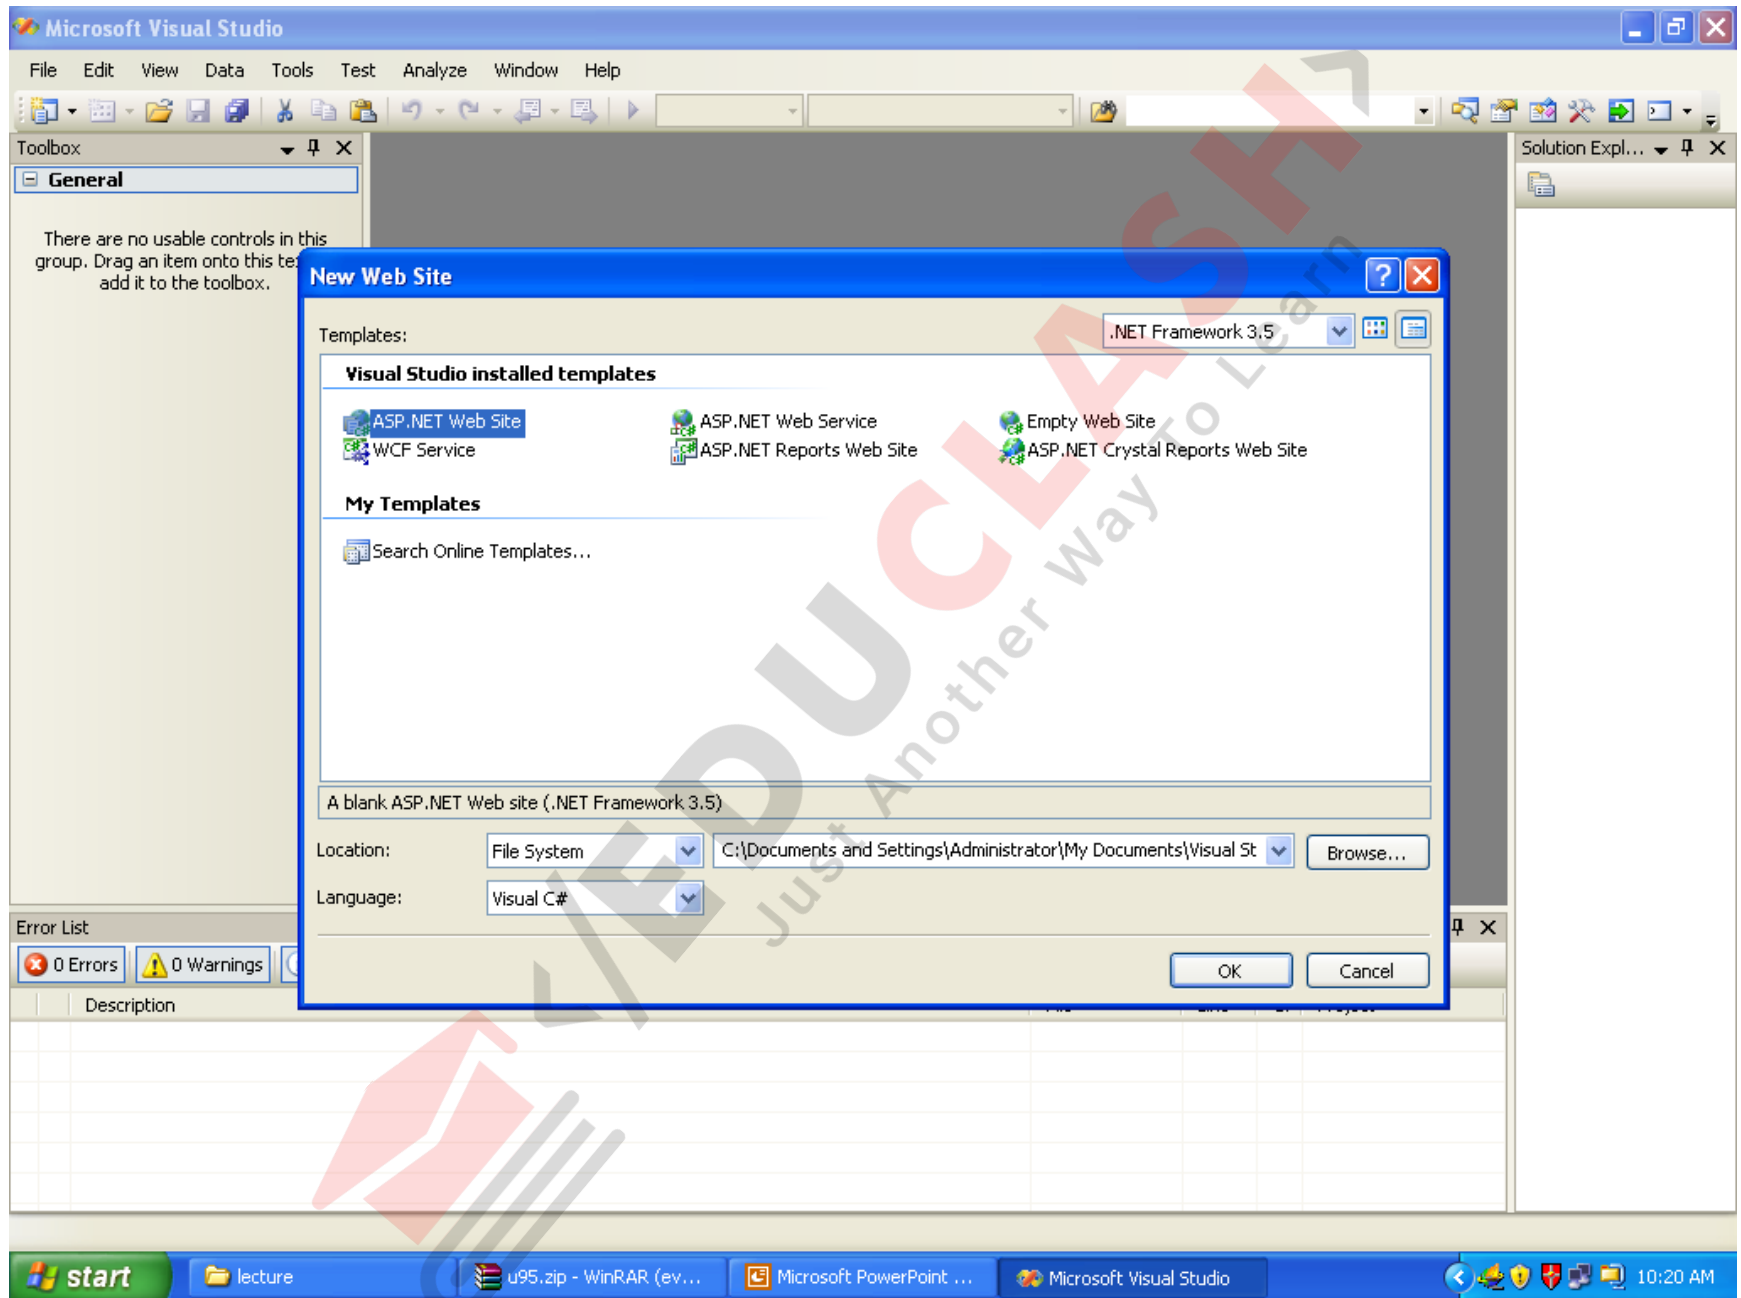 Microsoft Visual Studio
File Edit View Data Tools Test Analyze Window Help
Toolbox
Solution Expl...
General
There are no usable controls in this
group. Drag an item onto this te
add it to the toolbox.
New Web Site
Templates:
.NET Framework 3.5
Visual Studio installed templates
ASP.NET Web Site ASP.NET Web Service Empty Web Site
WCF Service ASP.NET Reports Web Site ASP.NET Crystal Reports Web Site
My Templates
Search Online Templates...
A blank ASP.NET Web site (.NET Framework 3.5)
Location: File System C:\Documents and Settings\Administrator\My Documents\Visual St Browse...
Language: Visual C#
OK Cancel
Error List
0 Errors 0 Warnings
Description
EDUCLASH
Just Another Way To Learn
start lecture u95.zip - WinRAR (ev... Microsoft PowerPoint ... Microsoft Visual Studio 10:20 AM